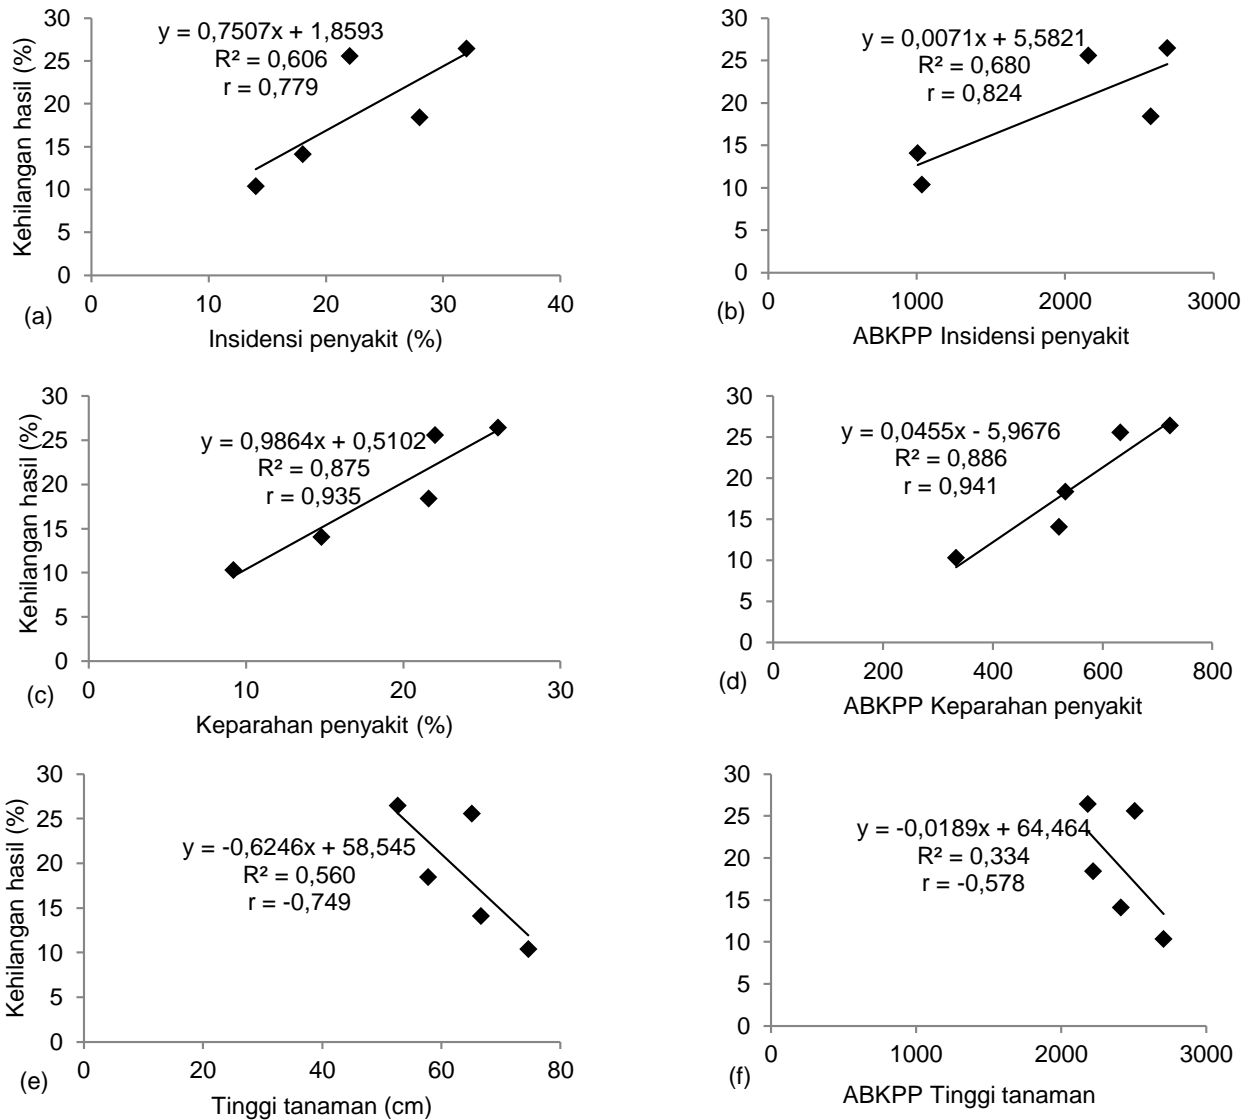 Kehilangan hasil (%)
30
25
20
15
10
5
0
y = 0,7507x + 1,8593
R² = 0,606
r = 0,779
0 10 20 30 40
(a)
Insidensi penyakit (%)
30
25
20
15
10
5
0
y = 0,0071x + 5,5821
R² = 0,680
r = 0,824
0 1000 2000 3000
(b)
ABKPP Insidensi penyakit
Kehilangan hasil (%)
30
25
20
15
10
5
0
y = 0,9864x + 0,5102
R² = 0,875
r = 0,935
0 10 20 30
(c)
Keparahan penyakit (%)
30
25
20
15
10
5
0
y = 0,0455x - 5,9676
R² = 0,886
r = 0,941
0 200 400 600 800
(d)
ABKPP Keparahan penyakit
Kehilangan hasil (%)
30
25
20
15
10
5
0
y = -0,6246x + 58,545
R² = 0,560
r = -0,749
0 20 40 60 80
(e)
Tinggi tanaman (cm)
30
25
20
15
10
5
0
y = -0,0189x + 64,464
R² = 0,334
r = -0,578
0 1000 2000 3000
(f)
ABKPP Tinggi tanaman